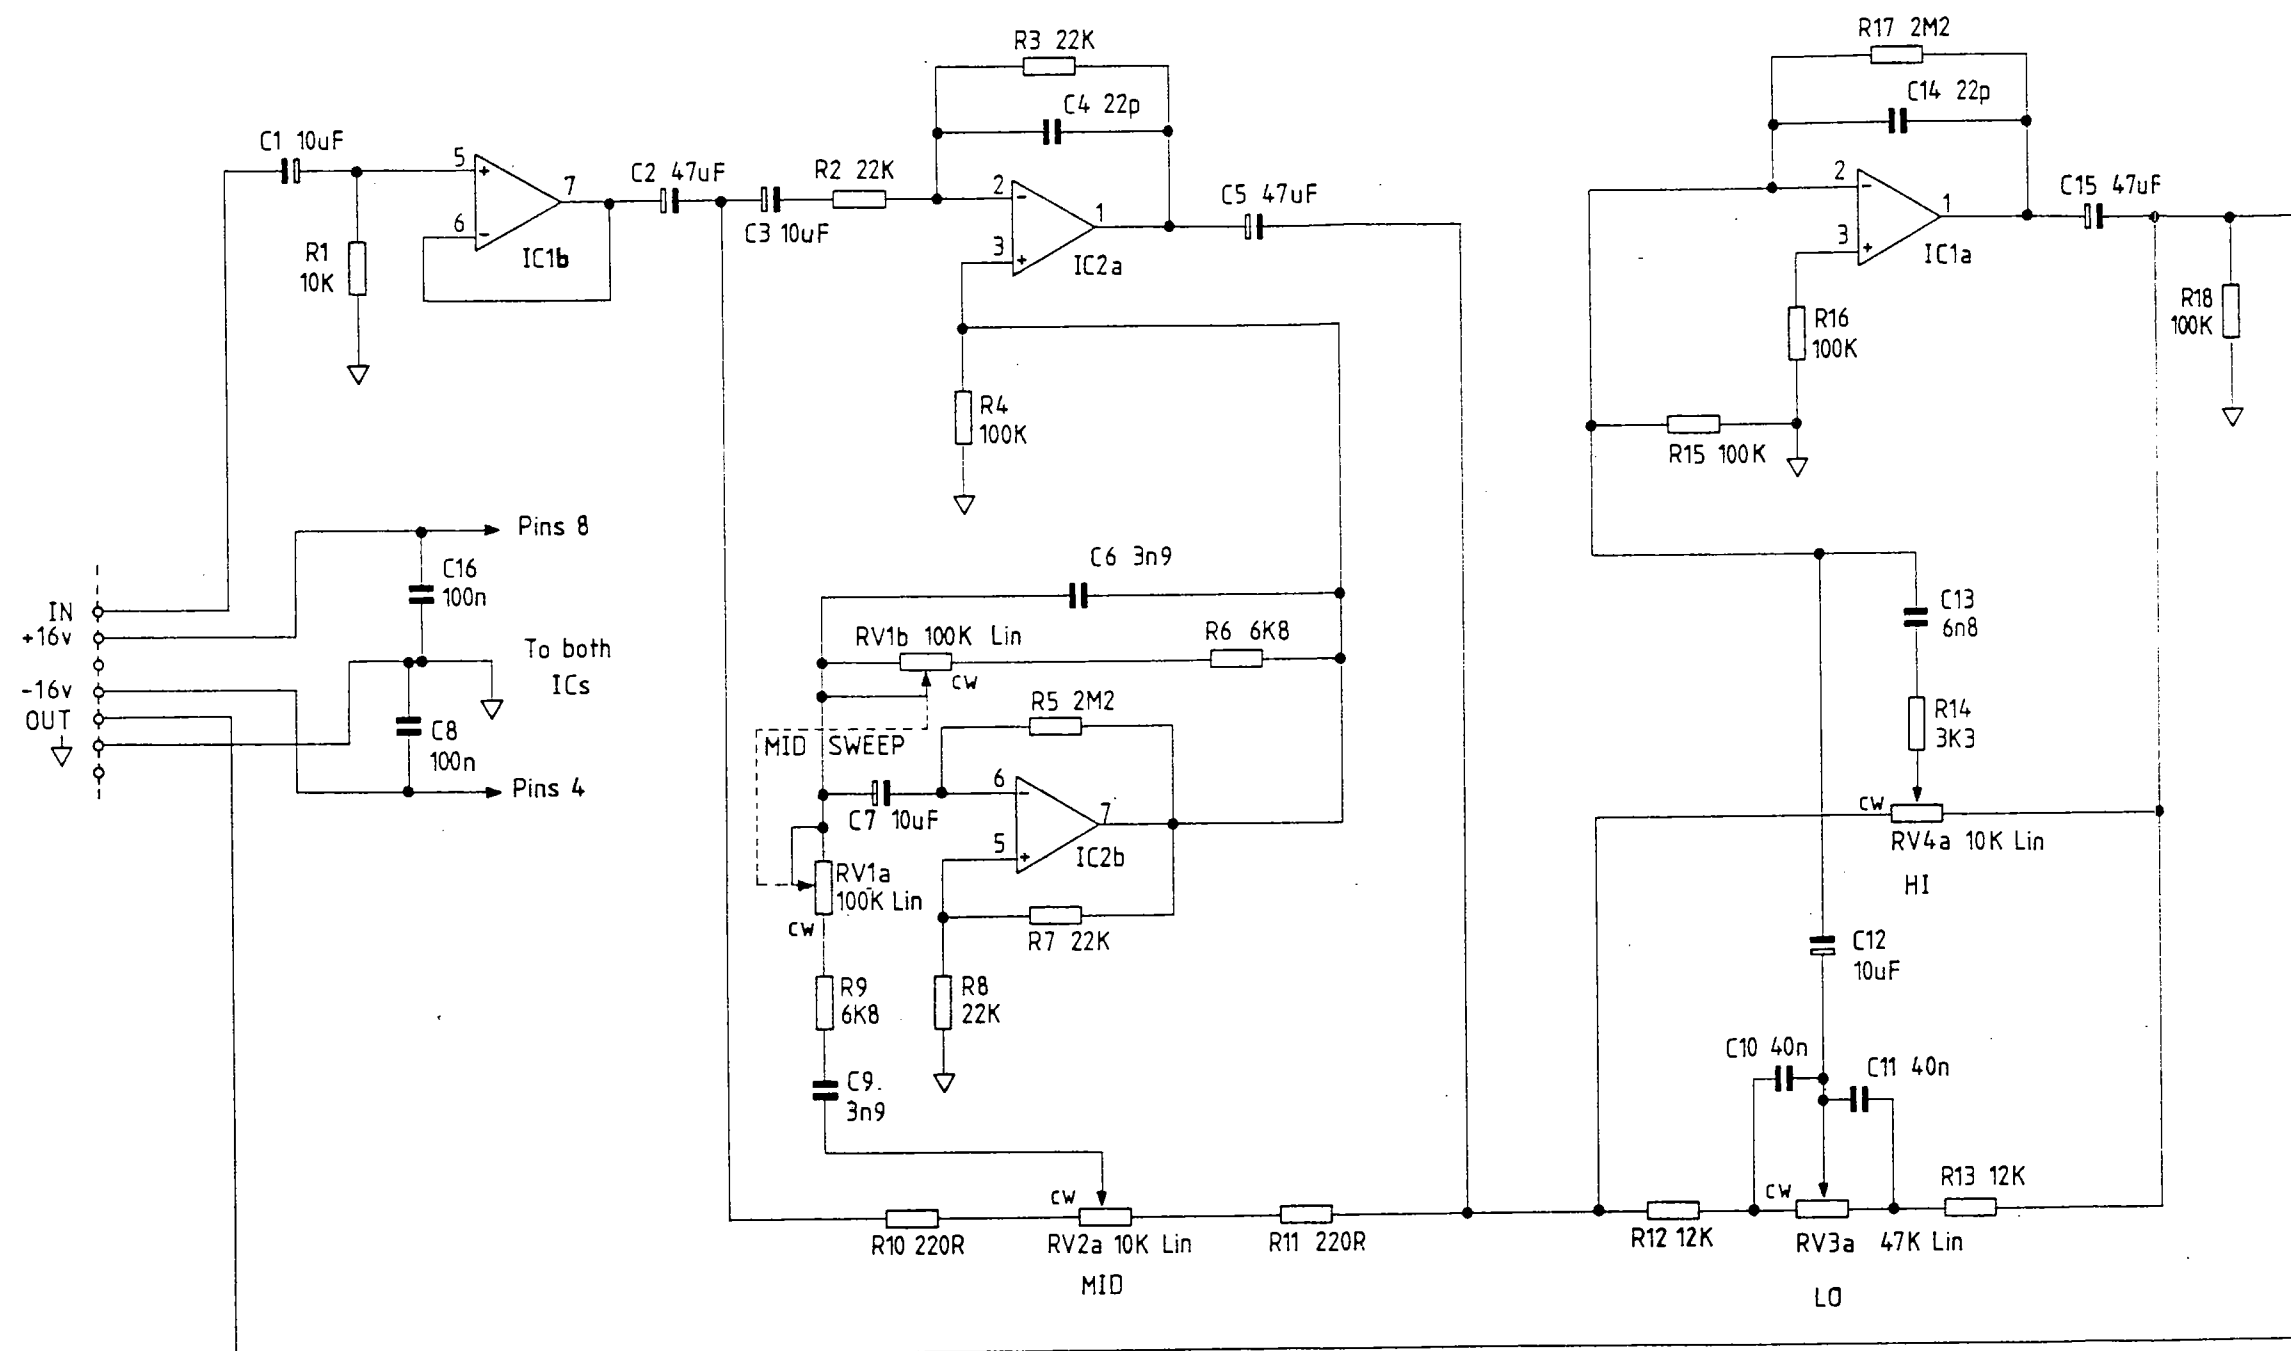 R3 22K
C4 22p
C1 10uF
5
+
7
6
-
IC1b
R1
10K
C2 47uF
C3 10uF
R2 22K
2
-
3
+
1
IC2a
C5 47uF
R4
100K
R17 2M2
C14 22p
2
-
3
+
1
IC1a
C15 47uF
R16
100K
R15 100K
R18
100K
Pins 8
C16
100n
To both
ICs
C8
100n
Pins 4
IN
+16v
-16v
OUT
C6 3n9
RV1b 100K Lin
cw
R6 6K8
R5 2M2
MID SWEEP
C7 10uF
6
-
5
+
7
IC2b
RV1a
100K Lin
cw
R7 22K
R9
6K8
R8
22K
C9.
3n9
cw
R10 220R
RV2a 10K Lin
R11 220R
MID
C13
6n8
R14
3K3
cw
RV4a 10K Lin
HI
C12
10uF
C10 40n
C11 40n
cw
R13 12K
R12 12K
RV3a 47K Lin
LO